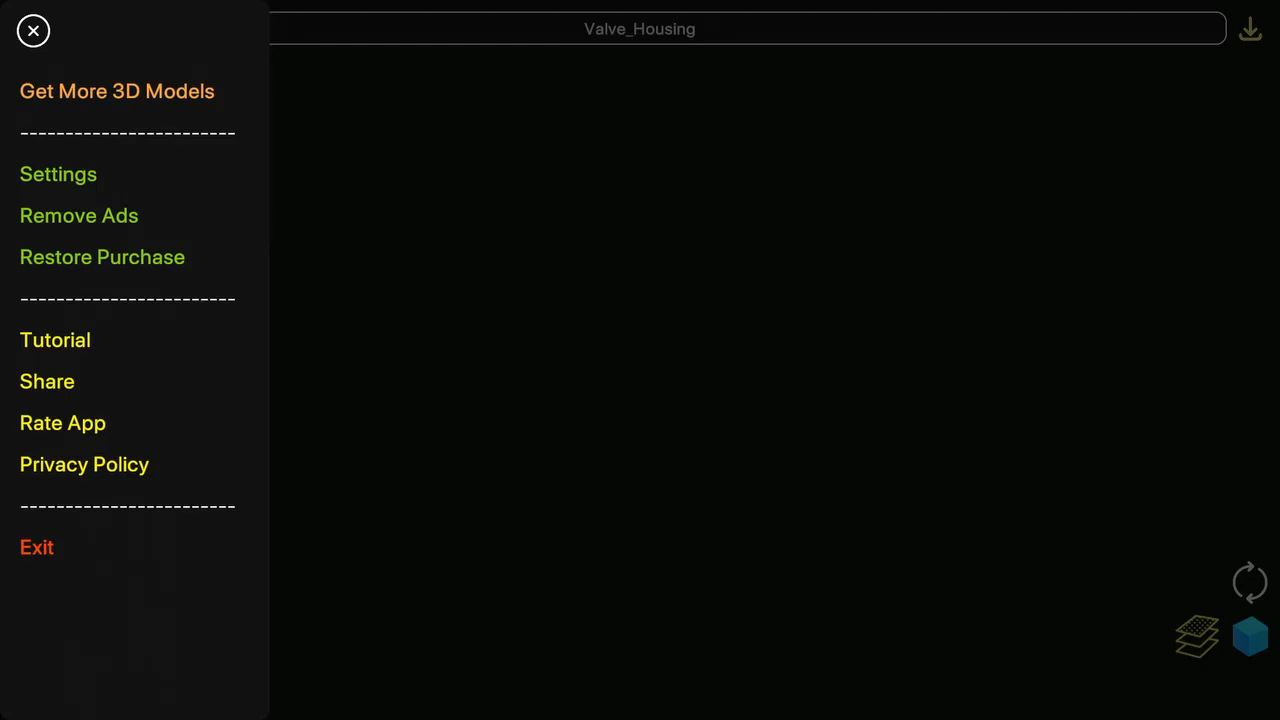 Valve_Housing
Get More 3D Models
------------------------
Settings
Remove Ads
Restore Purchase
------------------------
Tutorial
Share
Rate App
Privacy Policy
------------------------
Exit